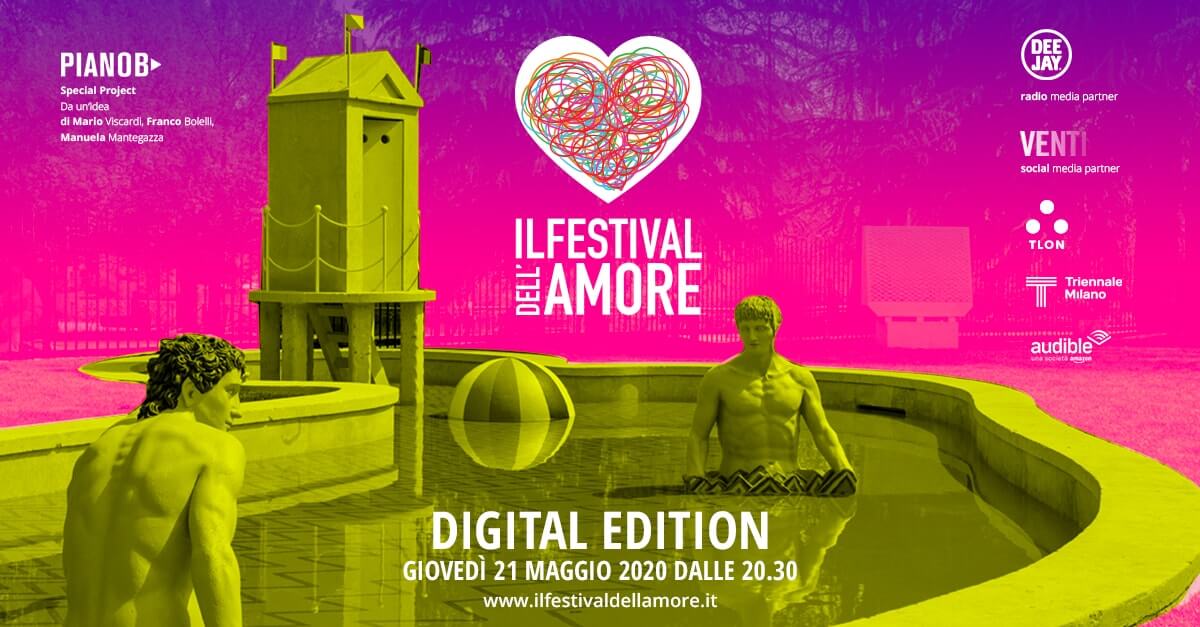 PIANOB
Special Project
Da un'idea
di Mario Viscardi, Franco Bolelli,
Manuela Mantegazza
IL FESTIVAL
DELL'AMORE
DEE
JAY
radio media partner
VENTI
social media partner
TLON
Triennale
Milano
audible
una società amazon
DIGITAL EDITION
GIOVEDÌ 21 MAGGIO 2020 DALLE 20.30
www.ilfestivaldellamore.it